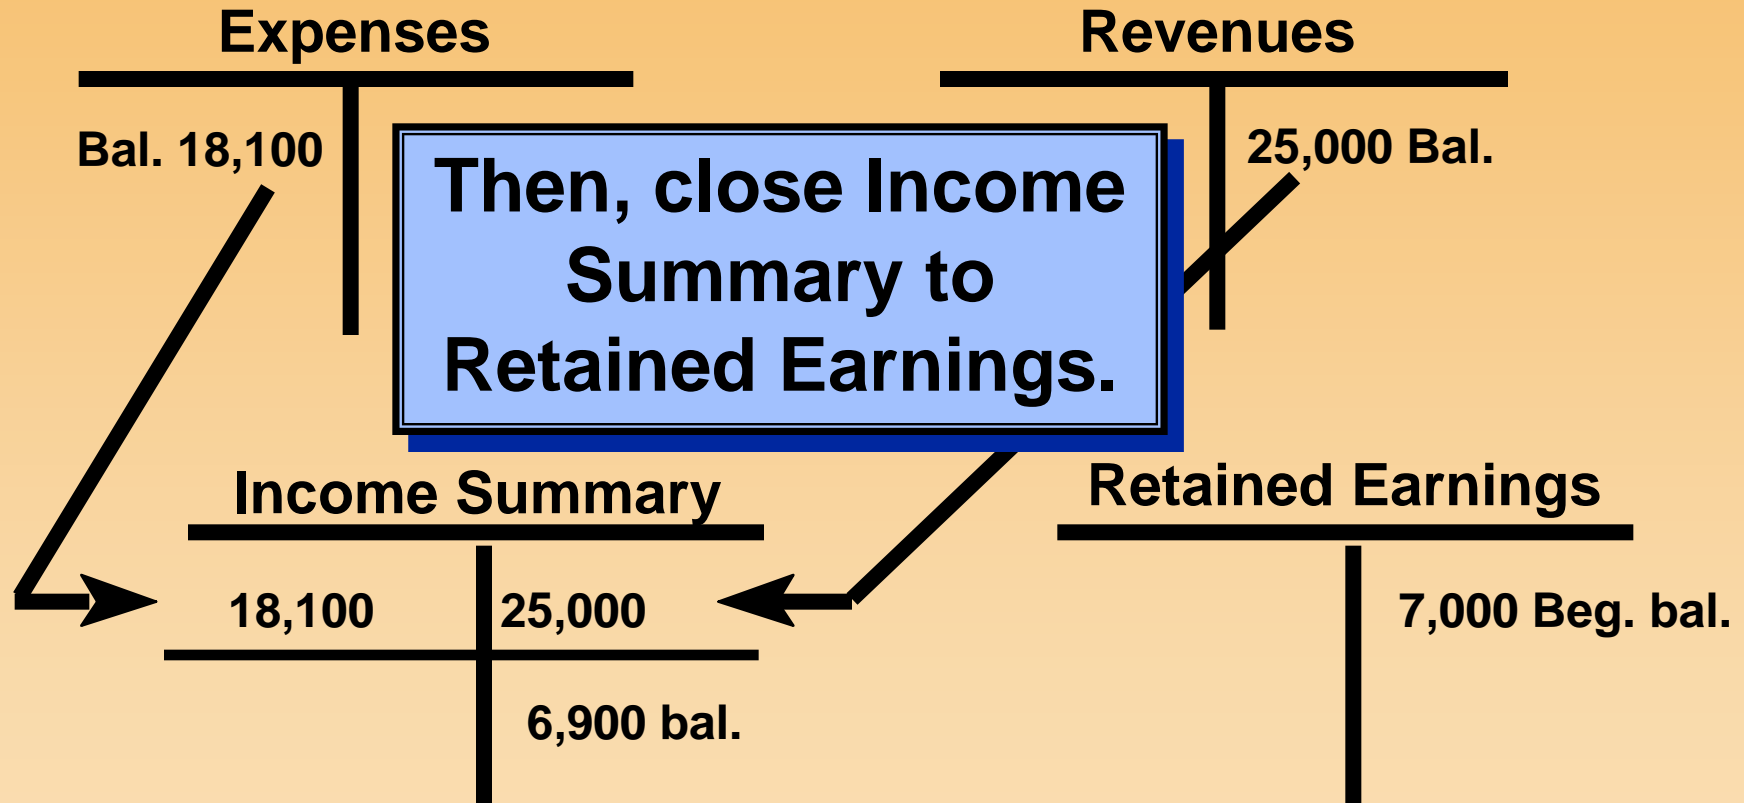 Expenses
Revenues
Bal. 18,100
25,000 Bal.
Then, close Income
Summary to
Retained Earnings.
Income Summary
Retained Earnings
18,100
25,000
7,000 Beg. bal.
6,900 bal.